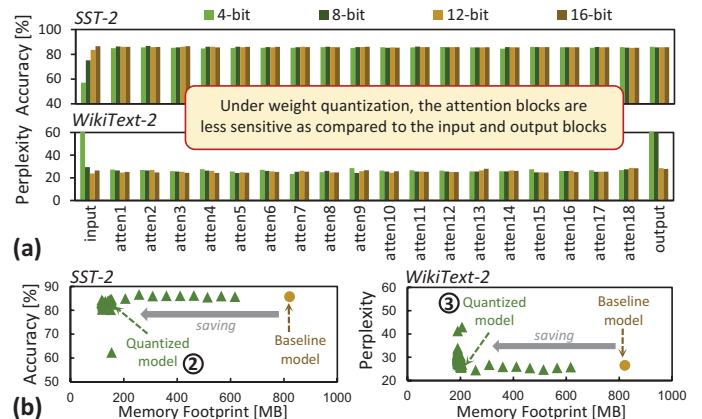 SST-2
4-bit 8-bit 12-bit 16-bit
Accuracy [%]
100
80
60
40
Under weight quantization, the attention blocks are
less sensitive as compared to the input and output blocks
WikiText-2
Perplexity
60
40
20
0
input atten1 atten2 atten3 atten4 atten5 atten6 atten7 atten8 atten9 atten10 atten11 atten12 atten13 atten14 atten15 atten16 atten17 atten18 output
(a)
SST-2
Accuracy [%]
90
80
70
60
50
saving
Quantized
model
2
Baseline
model
0 200 400 600 800 1000
Memory Footprint [MB]
WikiText-2
Perplexity
60
50
40
30
20
3
Quantized
model
Baseline
model
saving
0 200 400 600 800 1000
Memory Footprint [MB]
(b)